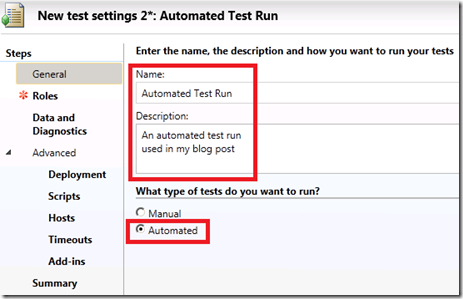 New test settings 2*: Automated Test Run
Steps
General
Roles
Data and
Diagnostics
Advanced
Deployment
Scripts
Hosts
Timeouts
Add-ins
Summary
Enter the name, the description and how you want to run your tests
Name:
Automated Test Run
Description:
An automated test run
used in my blog post
What type of tests do you want to run?
Manual
Automated